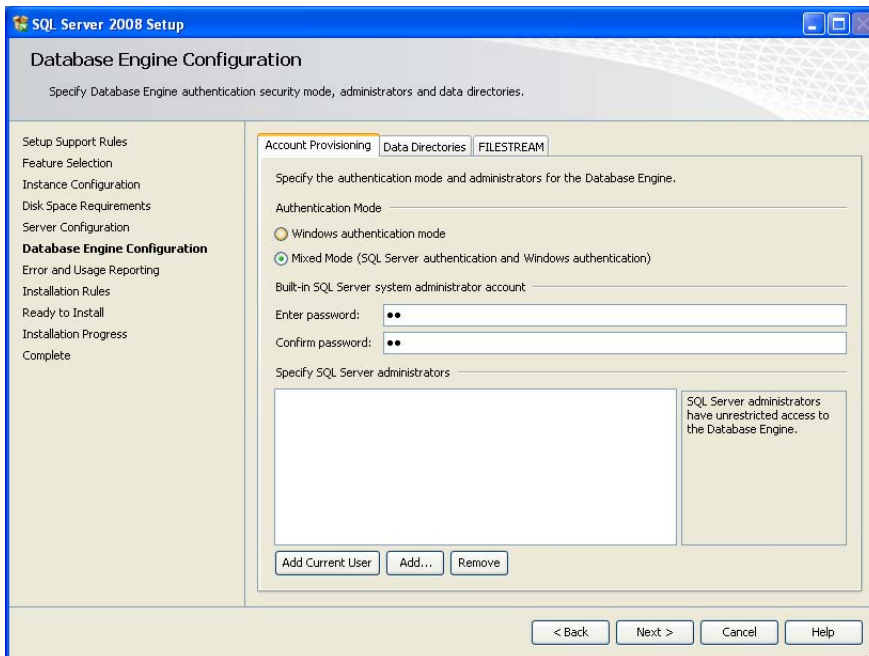 SQL Server 2008 Setup
Database Engine Configuration
Specify Database Engine authentication security mode, administrators and data directories.
Setup Support Rules
Feature Selection
Instance Configuration
Disk Space Requirements
Server Configuration
Database Engine Configuration
Error and Usage Reporting
Installation Rules
Ready to Install
Installation Progress
Complete
Account Provisioning Data Directories FILESTREAM
Specify the authentication mode and administrators for the Database Engine.
Authentication Mode
Windows authentication mode
Mixed Mode (SQL Server authentication and Windows authentication)
Built-in SQL Server system administrator account
Enter password: ●●
Confirm password: ●●
Specify SQL Server administrators
SQL Server administrators
have unrestricted access to
the Database Engine.
Add Current User Add... Remove
< Back Next > Cancel Help